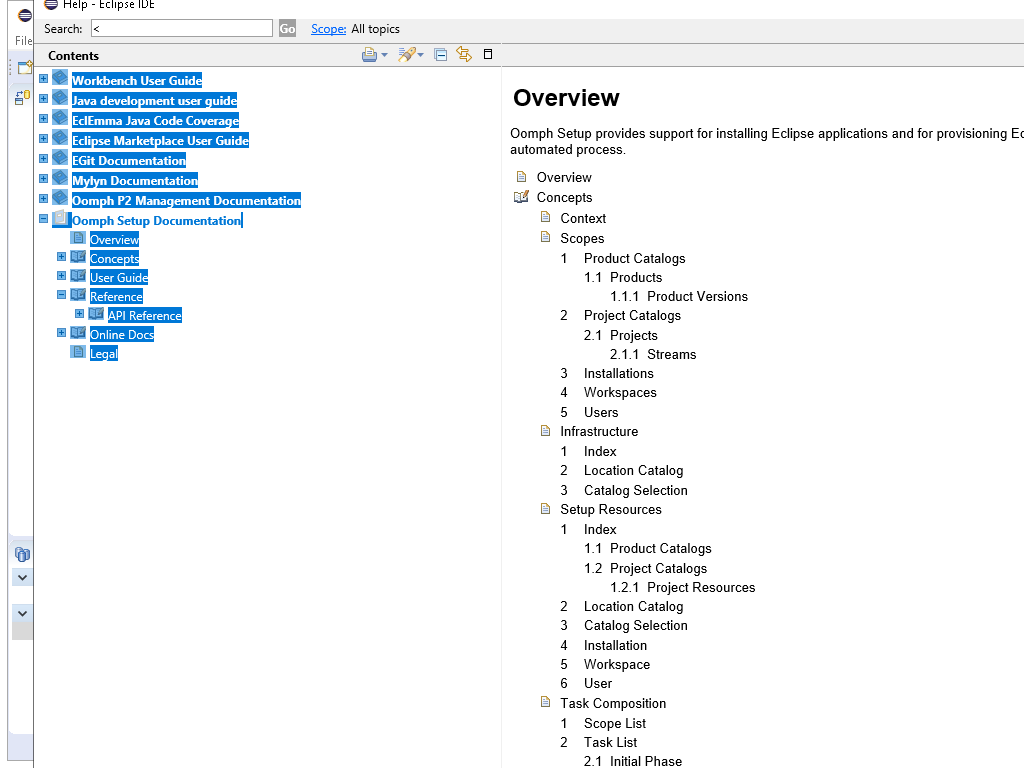 Help - Eclipse IDE
File
Search: < Go Scope: All topics
Contents
Workbench User Guide
Java development user guide
EclEmma Java Code Coverage
Eclipse Marketplace User Guide
EGit Documentation
Mylyn Documentation
Oomph P2 Management Documentation
Oomph Setup Documentation
Overview
Concepts
User Guide
Reference
API Reference
Online Docs
Legal
Overview
Oomph Setup provides support for installing Eclipse applications and for provisioning Ec
automated process.
Overview
Concepts
Context
Scopes
1 Product Catalogs
1.1 Products
1.1.1 Product Versions
2 Project Catalogs
2.1 Projects
2.1.1 Streams
3 Installations
4 Workspaces
5 Users
Infrastructure
1 Index
2 Location Catalog
3 Catalog Selection
Setup Resources
1 Index
1.1 Product Catalogs
1.2 Project Catalogs
1.2.1 Project Resources
2 Location Catalog
3 Catalog Selection
4 Installation
5 Workspace
6 User
Task Composition
1 Scope List
2 Task List
2.1 Initial Phase